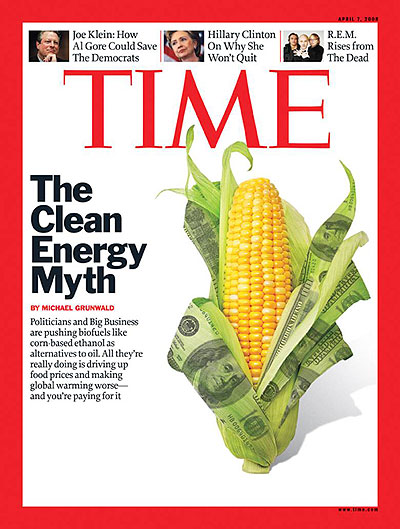 APRIL 7, 2008
Joe Klein: How
Al Gore Could Save
The Democrats
Hillary Clinton
On Why She
Won't Quit
R.E.M.
Rises from
The Dead
TIME
The
Clean
Energy
Myth
BY MICHAEL GRUNWALD
Politicians and Big Business
are pushing biofuels like
corn-based ethanol as
alternatives to oil. All they're
really doing is driving up
food prices and making
global warming worse—
and you're paying for it
www.time.com